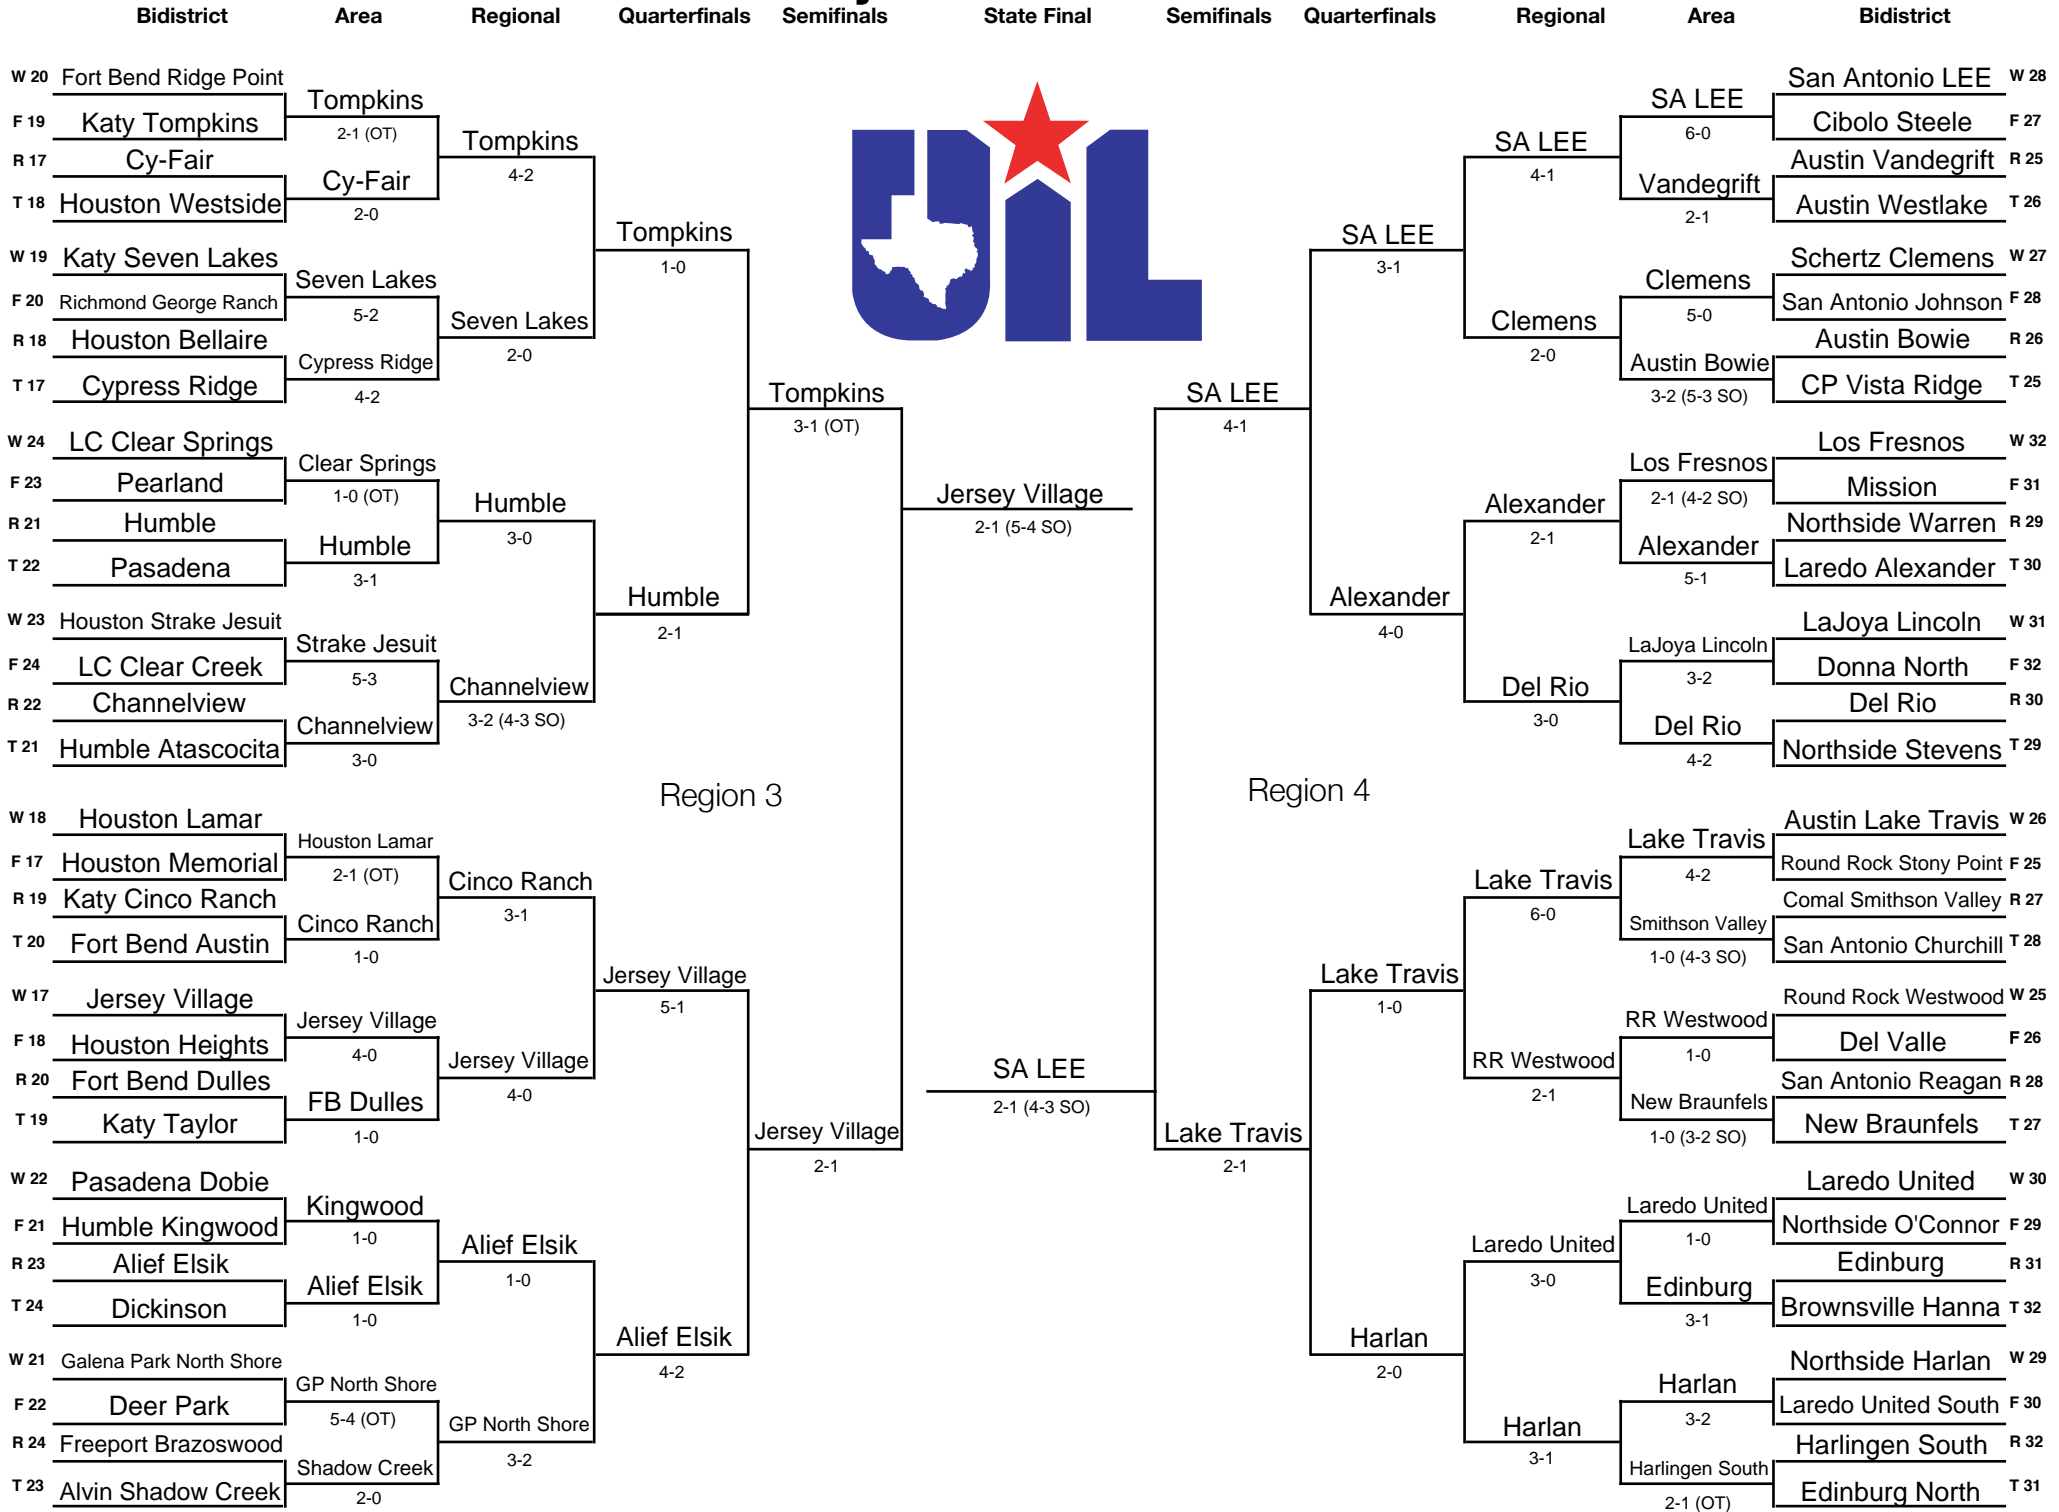 Bidistrict Area Regional Quarterfinals Semifinals State Final Semifinals Quarterfinals Regional Area Bidistrict
W 20 Fort Bend Ridge Point
Tompkins
F 19 Katy Tompkins
2-1 (OT)
Tompkins
R 17 Cy-Fair
4-2
Cy-Fair
T 18 Houston Westside
2-0
Tompkins
1-0
W 19 Katy Seven Lakes
Seven Lakes
F 20 Richmond George Ranch
5-2
Seven Lakes
R 18 Houston Bellaire
2-0
Cypress Ridge
T 17 Cypress Ridge
4-2
Tompkins
3-1 (OT)
W 24 LC Clear Springs
Clear Springs
F 23 Pearland
1-0 (OT)
Humble
R 21 Humble
3-0
Humble
T 22 Pasadena
3-1
Humble
2-1
W 23 Houston Strake Jesuit
Strake Jesuit
F 24 LC Clear Creek
5-3
Channelview
R 22 Channelview
3-2 (4-3 SO)
Channelview
T 21 Humble Atascocita
3-0
Region 3
Jersey Village
2-1 (5-4 SO)
W 18 Houston Lamar
Houston Lamar
F 17 Houston Memorial
2-1 (OT)
Cinco Ranch
R 19 Katy Cinco Ranch
3-1
Cinco Ranch
T 20 Fort Bend Austin
1-0
Jersey Village
5-1
W 17 Jersey Village
Jersey Village
F 18 Houston Heights
4-0
Jersey Village
R 20 Fort Bend Dulles
4-0
FB Dulles
T 19 Katy Taylor
1-0
Jersey Village
2-1
W 22 Pasadena Dobie
Kingwood
F 21 Humble Kingwood
1-0
Alief Elsik
R 23 Alief Elsik
1-0
Alief Elsik
T 24 Dickinson
1-0
Alief Elsik
4-2
W 21 Galena Park North Shore
GP North Shore
F 22 Deer Park
5-4 (OT)
GP North Shore
R 24 Freeport Brazoswood
3-2
Shadow Creek
T 23 Alvin Shadow Creek
2-0
UIL
San Antonio LEE W 28
SA LEE
Cibolo Steele F 27
6-0
SA LEE
Austin Vandegrift R 25
4-1
Vandegrift
Austin Westlake T 26
2-1
SA LEE
3-1
Schertz Clemens W 27
Clemens
San Antonio Johnson F 28
5-0
Clemens
Austin Bowie R 26
2-0
Austin Bowie
CP Vista Ridge T 25
3-2 (5-3 SO)
SA LEE
4-1
Los Fresnos W 32
Los Fresnos
Mission F 31
2-1 (4-2 SO)
Alexander
Northside Warren R 29
2-1
Alexander
Laredo Alexander T 30
5-1
Alexander
4-0
LaJoya Lincoln W 31
LaJoya Lincoln
Donna North F 32
3-2
Del Rio
Del Rio R 30
3-0
Del Rio
Northside Stevens T 29
4-2
Region 4
SA LEE
2-1 (4-3 SO)
Austin Lake Travis W 26
Lake Travis
Round Rock Stony Point F 25
4-2
Lake Travis
Comal Smithson Valley R 27
6-0
Smithson Valley
San Antonio Churchill T 28
1-0 (4-3 SO)
Lake Travis
1-0
Round Rock Westwood W 25
RR Westwood
Del Valle F 26
1-0
RR Westwood
San Antonio Reagan R 28
2-1
New Braunfels
New Braunfels T 27
1-0 (3-2 SO)
Lake Travis
2-1
Laredo United W 30
Laredo United
Northside O'Connor F 29
1-0
Laredo United
Edinburg R 31
3-0
Edinburg
Brownsville Hanna T 32
3-1
Harlan
2-0
Northside Harlan W 29
Harlan
Laredo United South F 30
3-2
Harlan
Harlingen South R 32
3-1
Harlingen South
Edinburg North T 31
2-1 (OT)